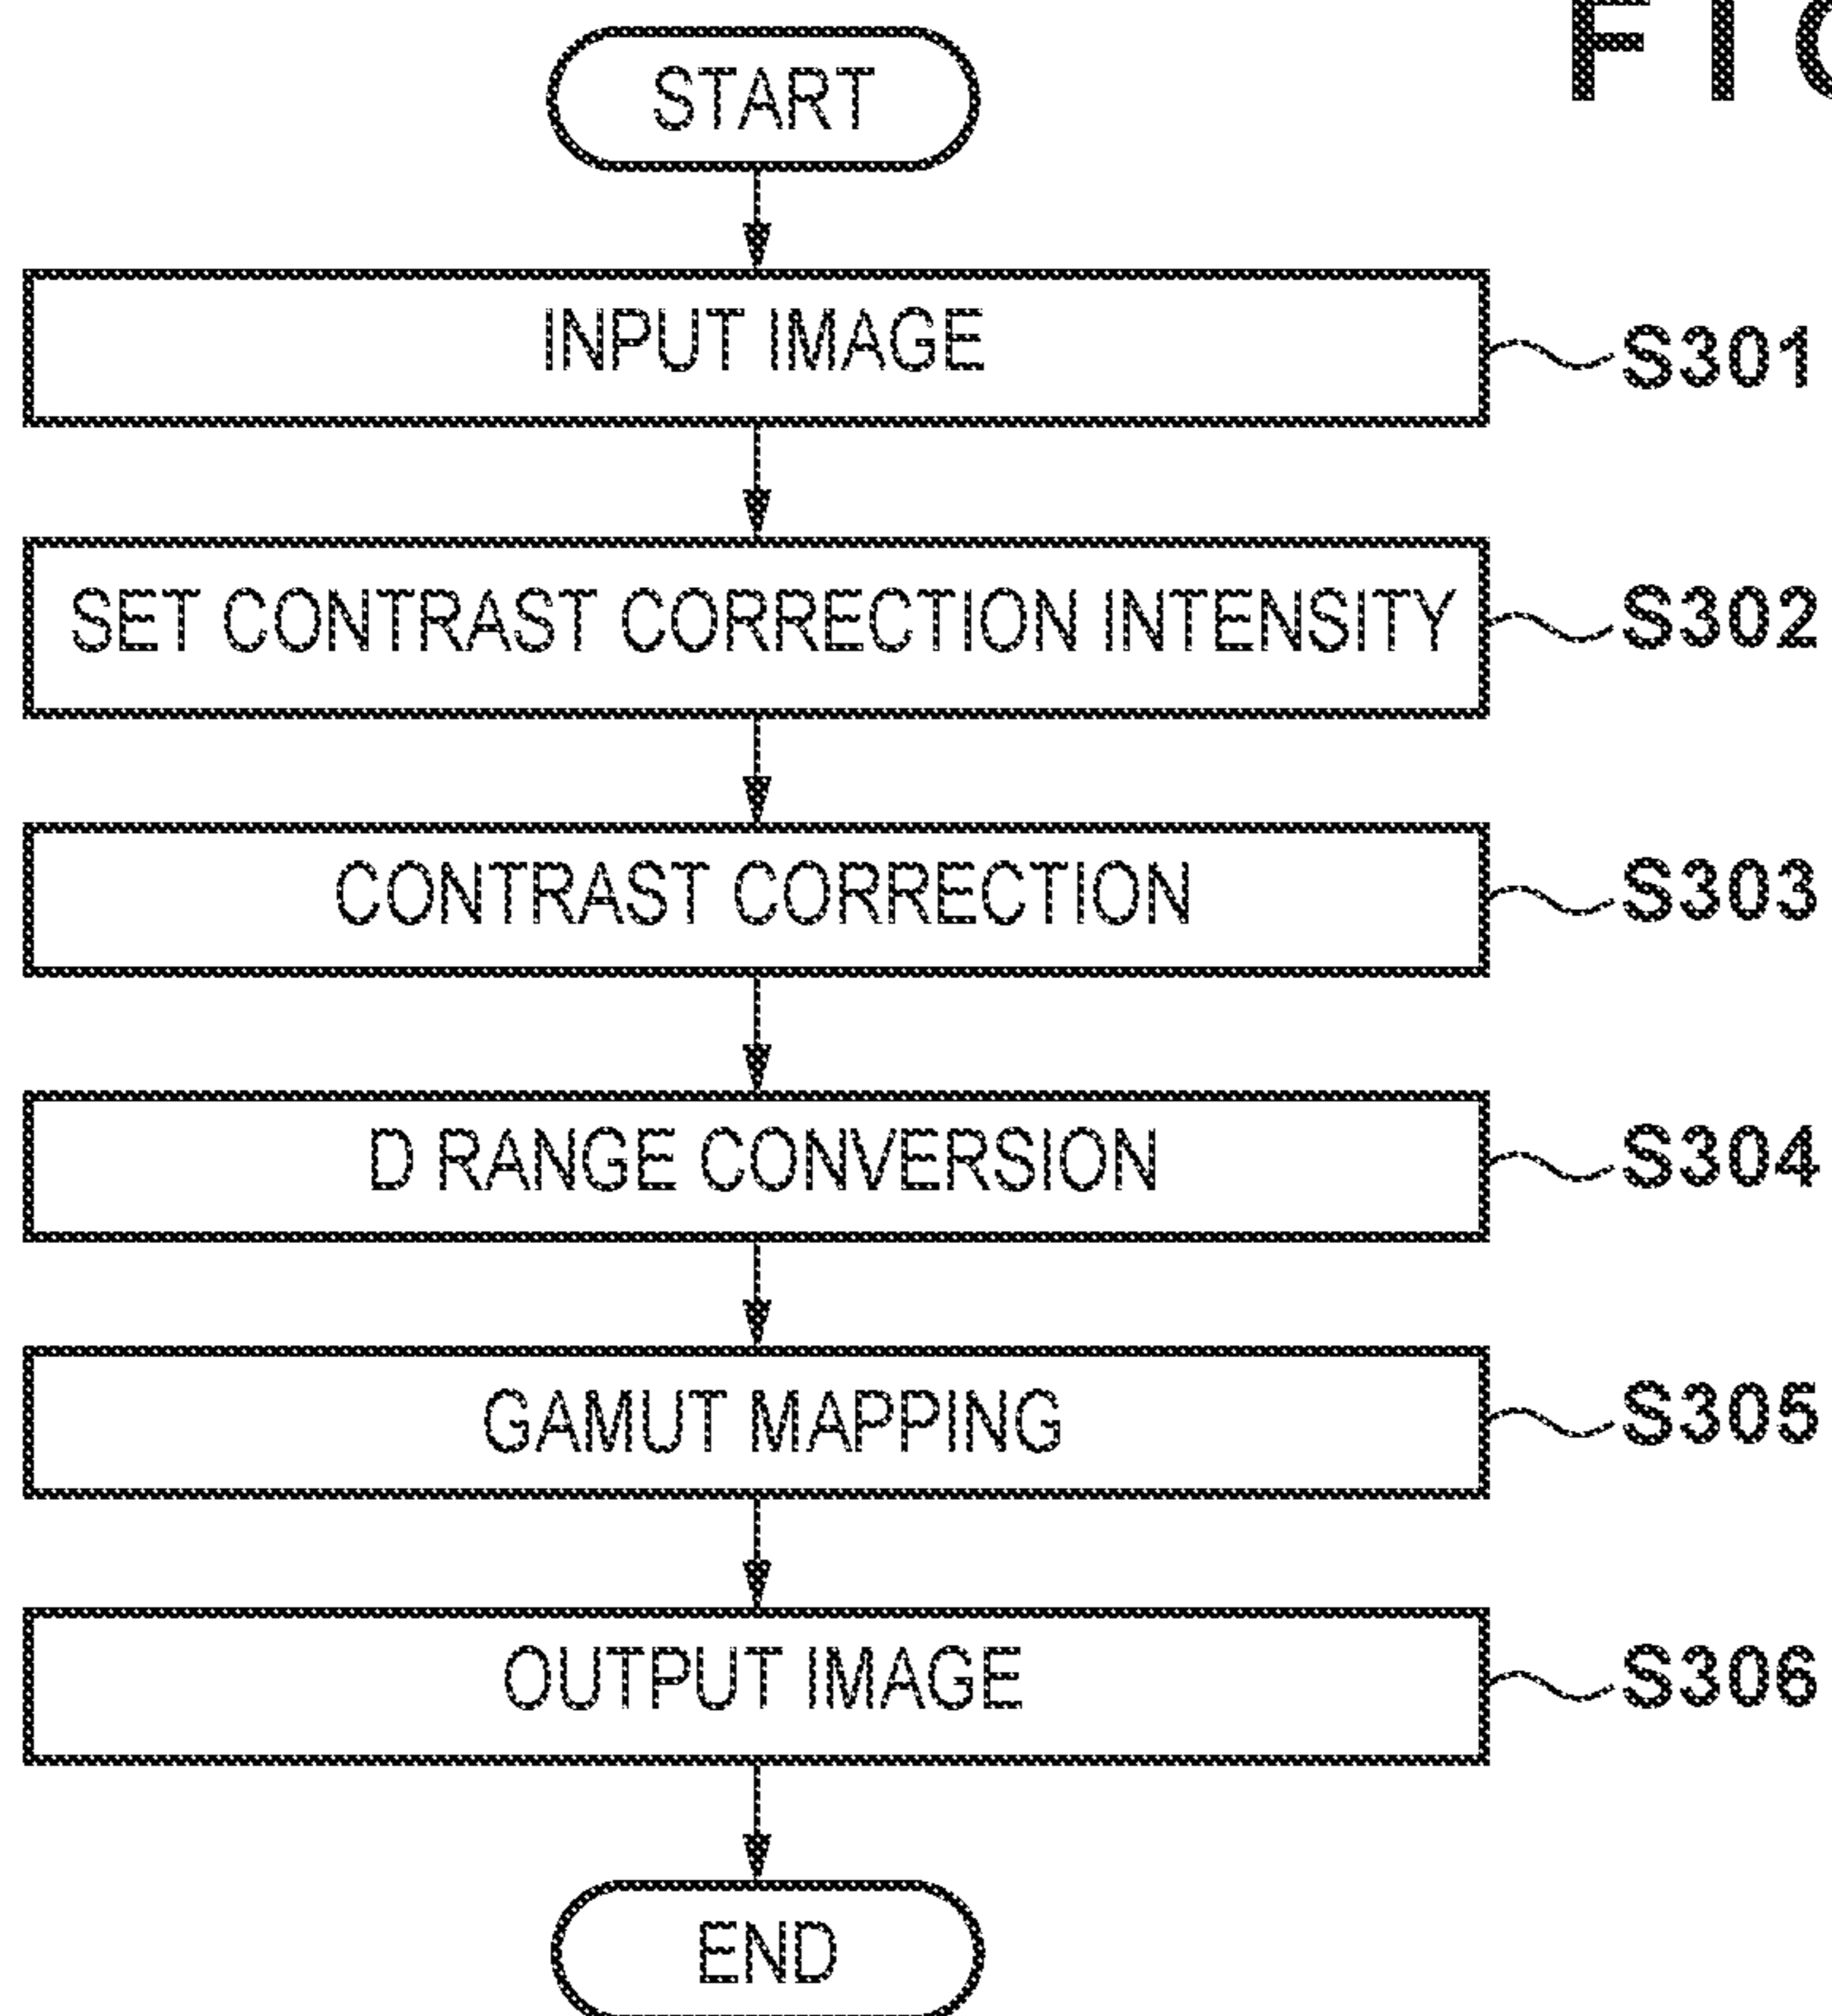 START
INPUT IMAGE
S301
SET CONTRAST CORRECTION INTENSITY
S302
CONTRAST CORRECTION
S303
D RANGE CONVERSION
S304
GAMUT MAPPING
S305
OUTPUT IMAGE
S306
END